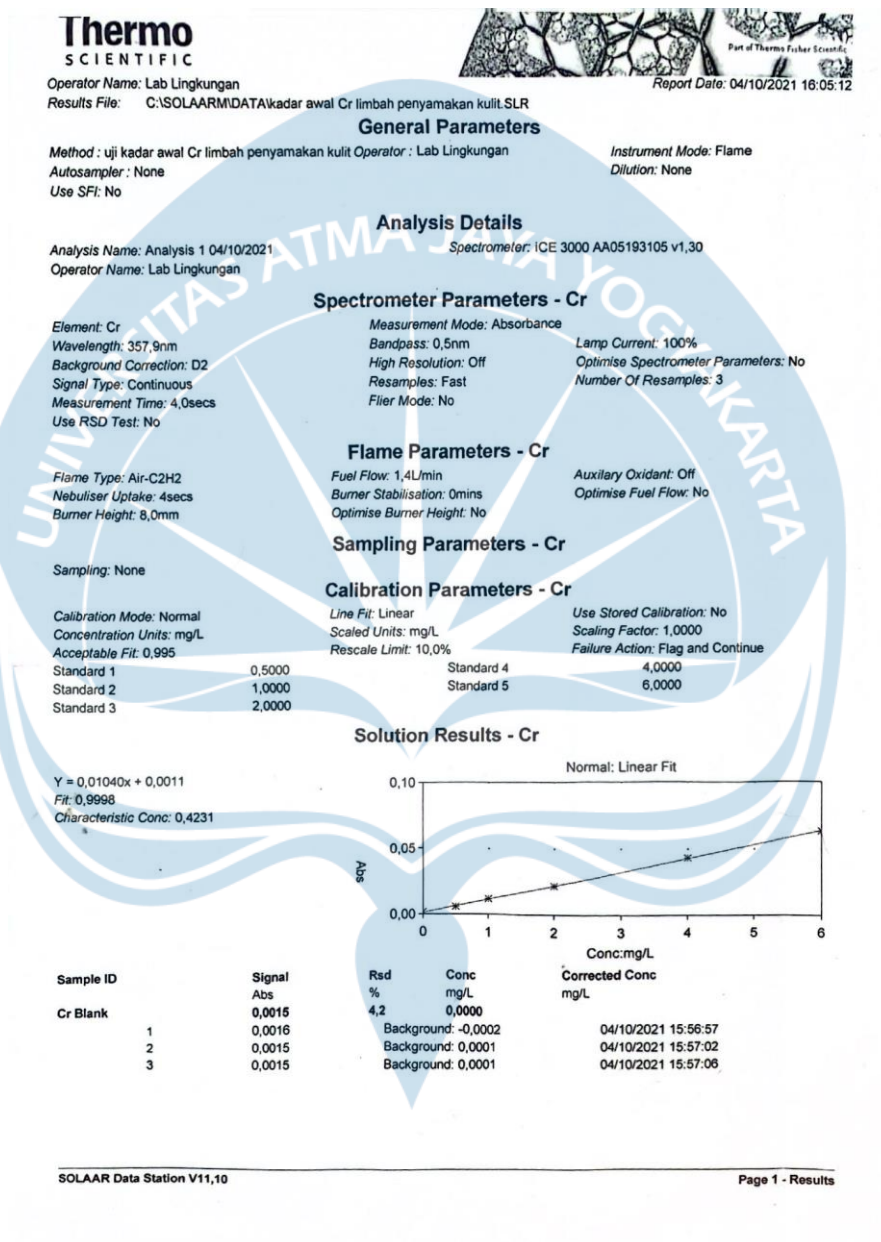 Thermo
SCIENTIFIC
Part of Thermo Fisher Scientific
Operator Name: Lab Lingkungan Report Date: 04/10/2021 16:05:12
Results File: C:\SOLAARM\DATA\kadar awal Cr limbah penyamakan kulit.SLR
General Parameters
Method : uji kadar awal Cr limbah penyamakan kulit Operator : Lab Lingkungan Instrument Mode: Flame
Autosampler : None Dilution: None
Use SFI: No
Analysis Details
Analysis Name: Analysis 1 04/10/2021 Spectrometer: iCE 3000 AA05193105 v1,30
Operator Name: Lab Lingkungan
Spectrometer Parameters - Cr
Element: Cr Measurement Mode: Absorbance
Wavelength: 357,9nm Bandpass: 0,5nm Lamp Current: 100%
Background Correction: D2 High Resolution: Off Optimise Spectrometer Parameters: No
Signal Type: Continuous Resamples: Fast Number Of Resamples: 3
Measurement Time: 4,0secs Flier Mode: No
Use RSD Test: No
Flame Parameters - Cr
Flame Type: Air-C2H2 Fuel Flow: 1,4L/min Auxilary Oxidant: Off
Nebuliser Uptake: 4secs Burner Stabilisation: 0mins Optimise Fuel Flow: No
Burner Height: 8,0mm Optimise Burner Height: No
Sampling Parameters - Cr
Sampling: None
Calibration Parameters - Cr
Calibration Mode: Normal Line Fit: Linear Use Stored Calibration: No
Concentration Units: mg/L Scaled Units: mg/L Scaling Factor: 1,0000
Acceptable Fit: 0,995 Rescale Limit: 10,0% Failure Action: Flag and Continue
Standard 1 0,5000 Standard 4 4,0000
Standard 2 1,0000 Standard 5 6,0000
Standard 3 2,0000
Solution Results - Cr
Normal: Linear Fit
Y = 0,01040x + 0,0011
Fit: 0,9998
Characteristic Conc: 0,4231
0,10
0,05
0,00
Abs
0 1 2 3 4 5 6
Conc:mg/L
Sample ID Signal Rsd Conc Corrected Conc
Abs % mg/L mg/L
Cr Blank 0,0015 4,2 0,0000
1 0,0016 Background: -0,0002 04/10/2021 15:56:57
2 0,0015 Background: 0,0001 04/10/2021 15:57:02
3 0,0015 Background: 0,0001 04/10/2021 15:57:06
SOLAAR Data Station V11,10 Page 1 - Results
UNIVERSITAS ATMA JAYA YOGYAKARTA